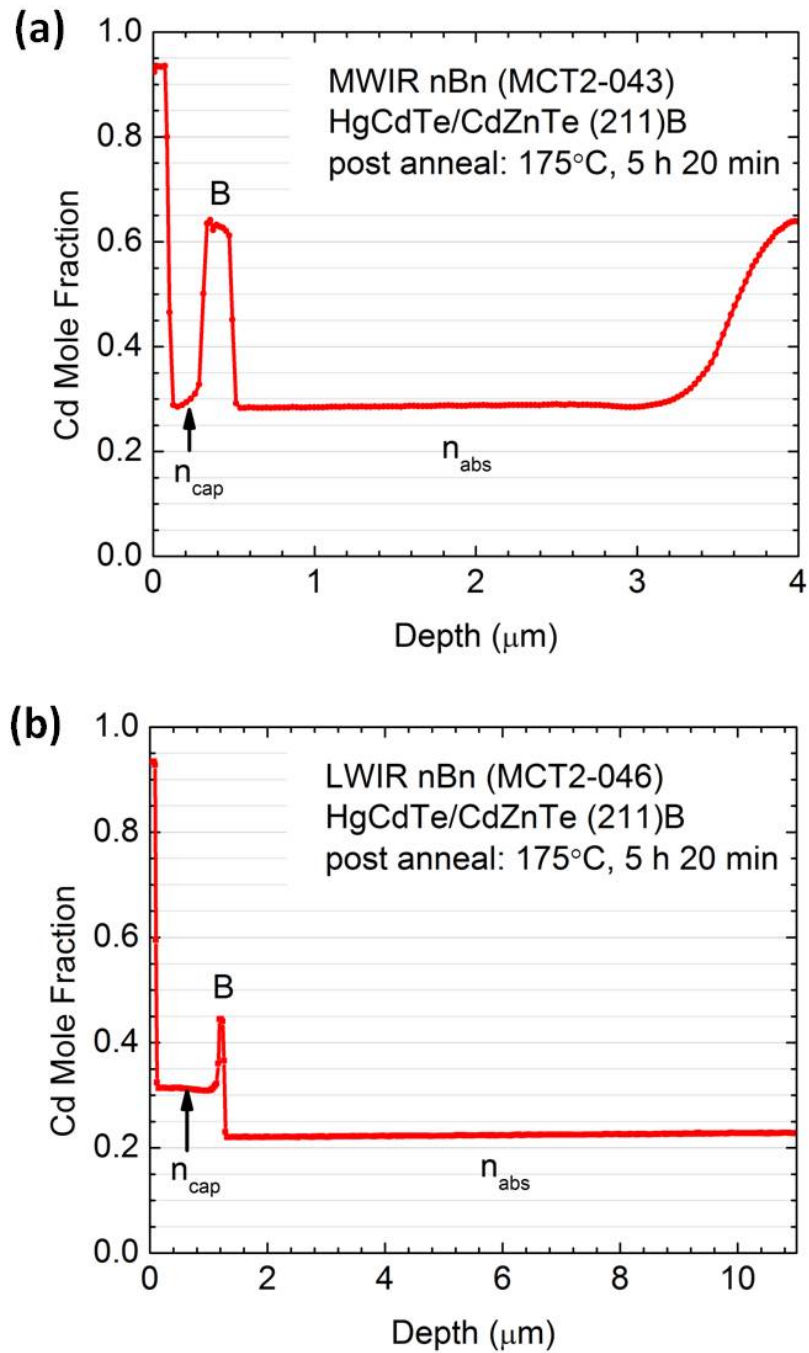 (a)
1.0
0.8
0.6
0.4
0.2
0.0
Cd Mole Fraction
MWIR nBn (MCT2-043)
HgCdTe/CdZnTe (211)B
post anneal: 175°C, 5 h 20 min
B
n_cap
n_abs
0 1 2 3 4
Depth (μm)
(b)
1.0
0.8
0.6
0.4
0.2
0.0
Cd Mole Fraction
LWIR nBn (MCT2-046)
HgCdTe/CdZnTe (211)B
post anneal: 175°C, 5 h 20 min
B
n_cap
n_abs
0 2 4 6 8 10
Depth (μm)